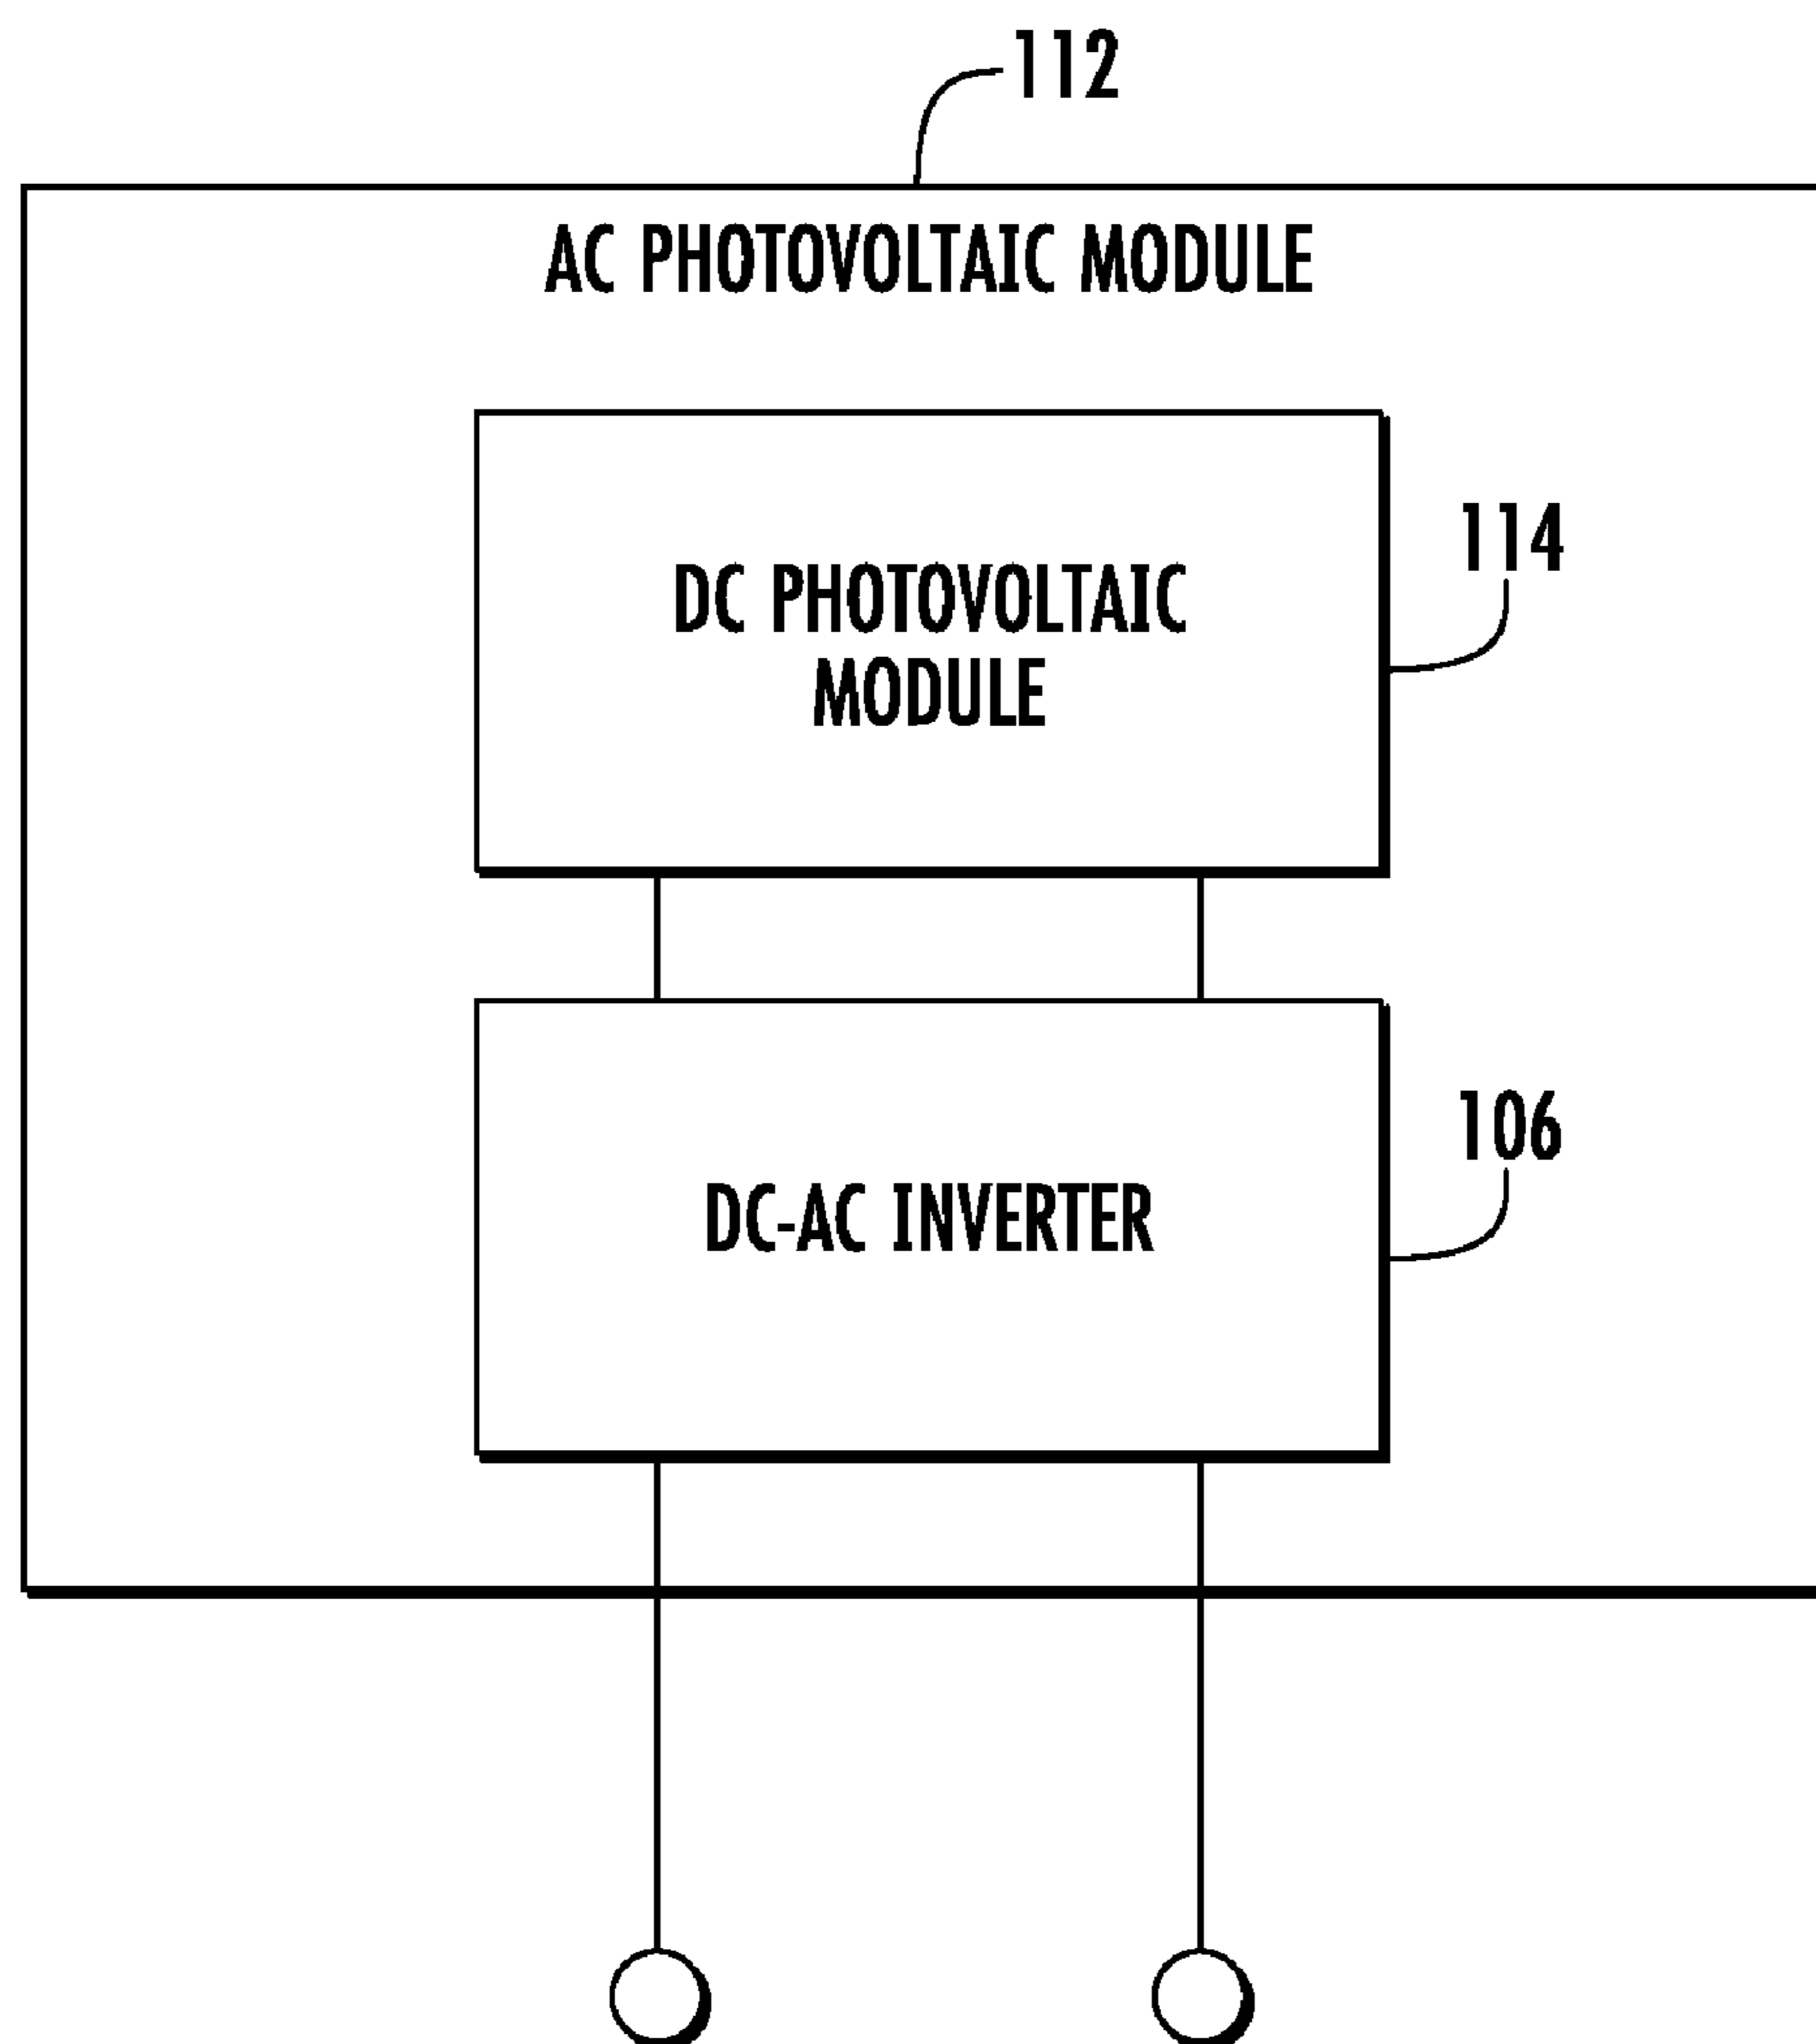 112
AC PHOTOVOLTAIC MODULE
DC PHOTOVOLTAIC
MODULE
114
DC-AC INVERTER
106